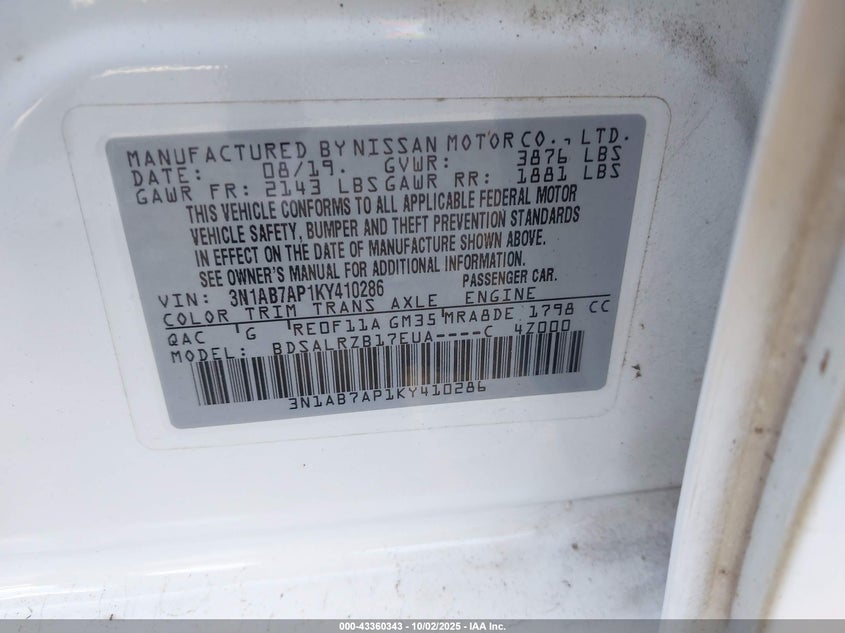 MANUFACTURED BY NISSAN MOTOR CO., LTD.
DATE: 08/19. GVWR: 3876 LBS
GAWR FR: 2143 LBS GAWR RR: 1881 LBS
THIS VEHICLE CONFORMS TO ALL APPLICABLE FEDERAL MOTOR
VEHICLE SAFETY, BUMPER AND THEFT PREVENTION STANDARDS
IN EFFECT ON THE DATE OF MANUFACTURE SHOWN ABOVE.
SEE OWNER'S MANUAL FOR ADDITIONAL INFORMATION.
VIN: 3N1AB7AP1KY410286 PASSENGER CAR.
COLOR TRIM TRANS AXLE ENGINE
QAC G RE0F11A GM35 MRA8DE 1798 CC
MODEL: BDSALRZB17EUA----C 4Z000
3N1AB7AP1KY410286
000-43360343 | 10/02/2025 | IAA Inc.